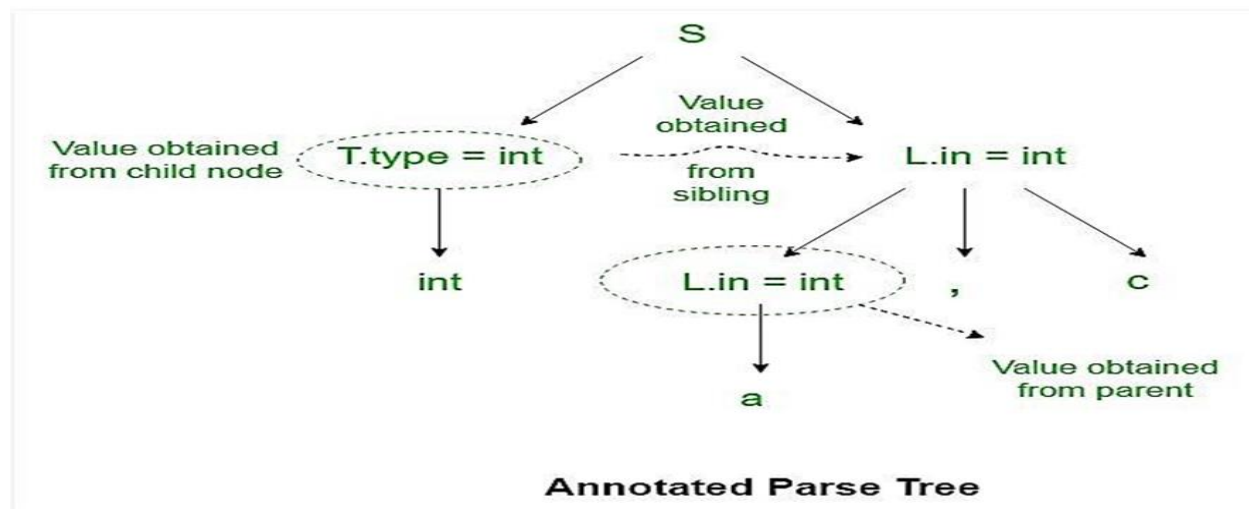 S
Value
obtained
from
sibling
Value obtained
from child node
T.type = int
L.in = int
int
L.in = int
,
c
Value obtained
from parent
a
Annotated Parse Tree